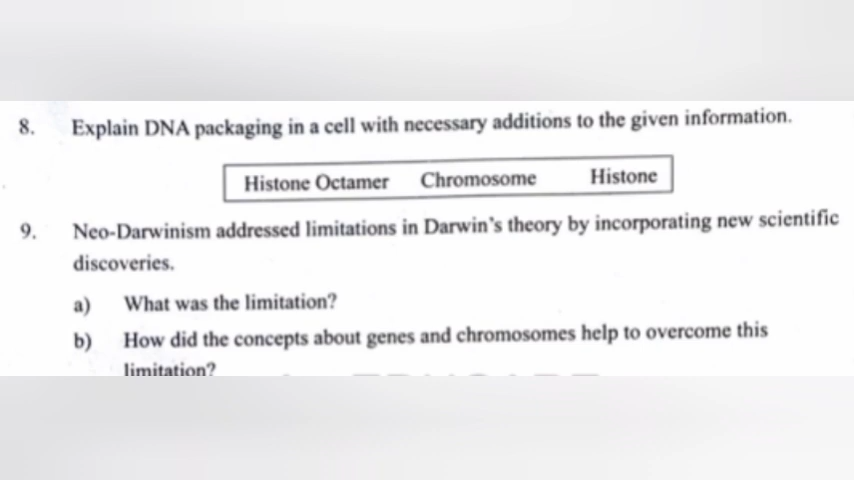 8. Explain DNA packaging in a cell with necessary additions to the given information.
Histone Octamer Chromosome Histone
9. Neo-Darwinism addressed limitations in Darwin's theory by incorporating new scientific
discoveries.
a) What was the limitation?
b) How did the concepts about genes and chromosomes help to overcome this
limitation?